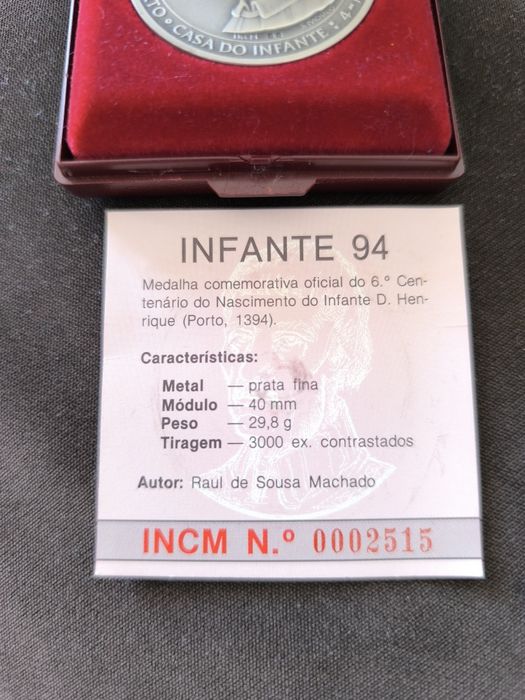 CASA DO INFANTE
INFANTE 94
Medalha comemorativa oficial do 6.º Cen-
tenário do Nascimento do Infante D. Hen-
rique (Porto, 1394).
Características:
Metal — prata fina
Módulo — 40 mm
Peso — 29,8 g
Tiragem — 3000 ex. contrastados
Autor: Raul de Sousa Machado
INCM N.º 0002515